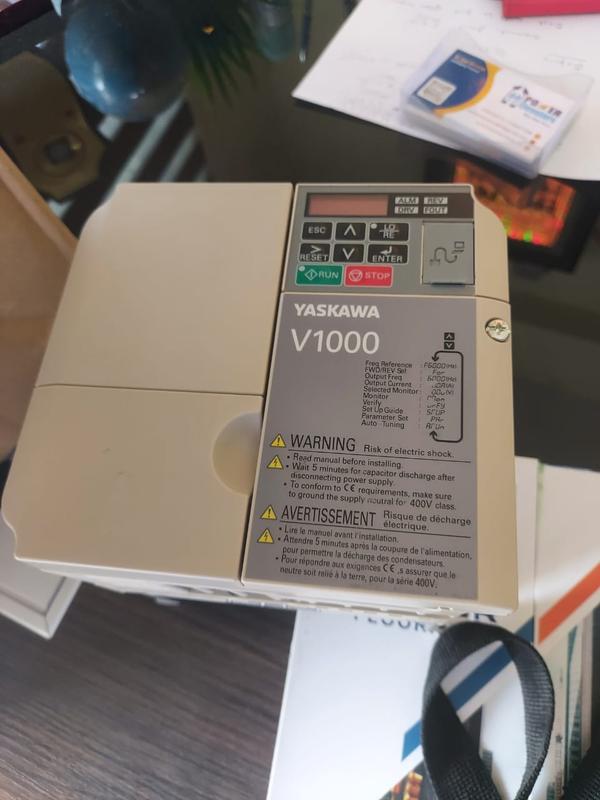 ALM REV
DRV FOUT
ESC
LO
RE
RESET
ENTER
RUN
STOP
YASKAWA
V1000
Freq Reference
FWD/REV Sel
Output Freq
Output Current
Selected Monitor
Monitor
Verify
Set Up Guide
Parameter Set
Auto -Tuning
WARNING Risk of electric shock.
• Read manual before installing.
• Wait 5 minutes for capacitor discharge after
disconnecting power supply.
• To conform to CE requirements, make sure
to ground the supply neutral for 400V class.
AVERTISSEMENT Risque de décharge
électrique.
• Lire le manuel avant l'installation.
• Attendre 5 minutes après la coupure de l'alimentation,
pour permettre la décharge des condensateurs.
• Pour répondre aux exigences CE ,s assurer que le
neutre soit relié à la terre, pour la série 400V.